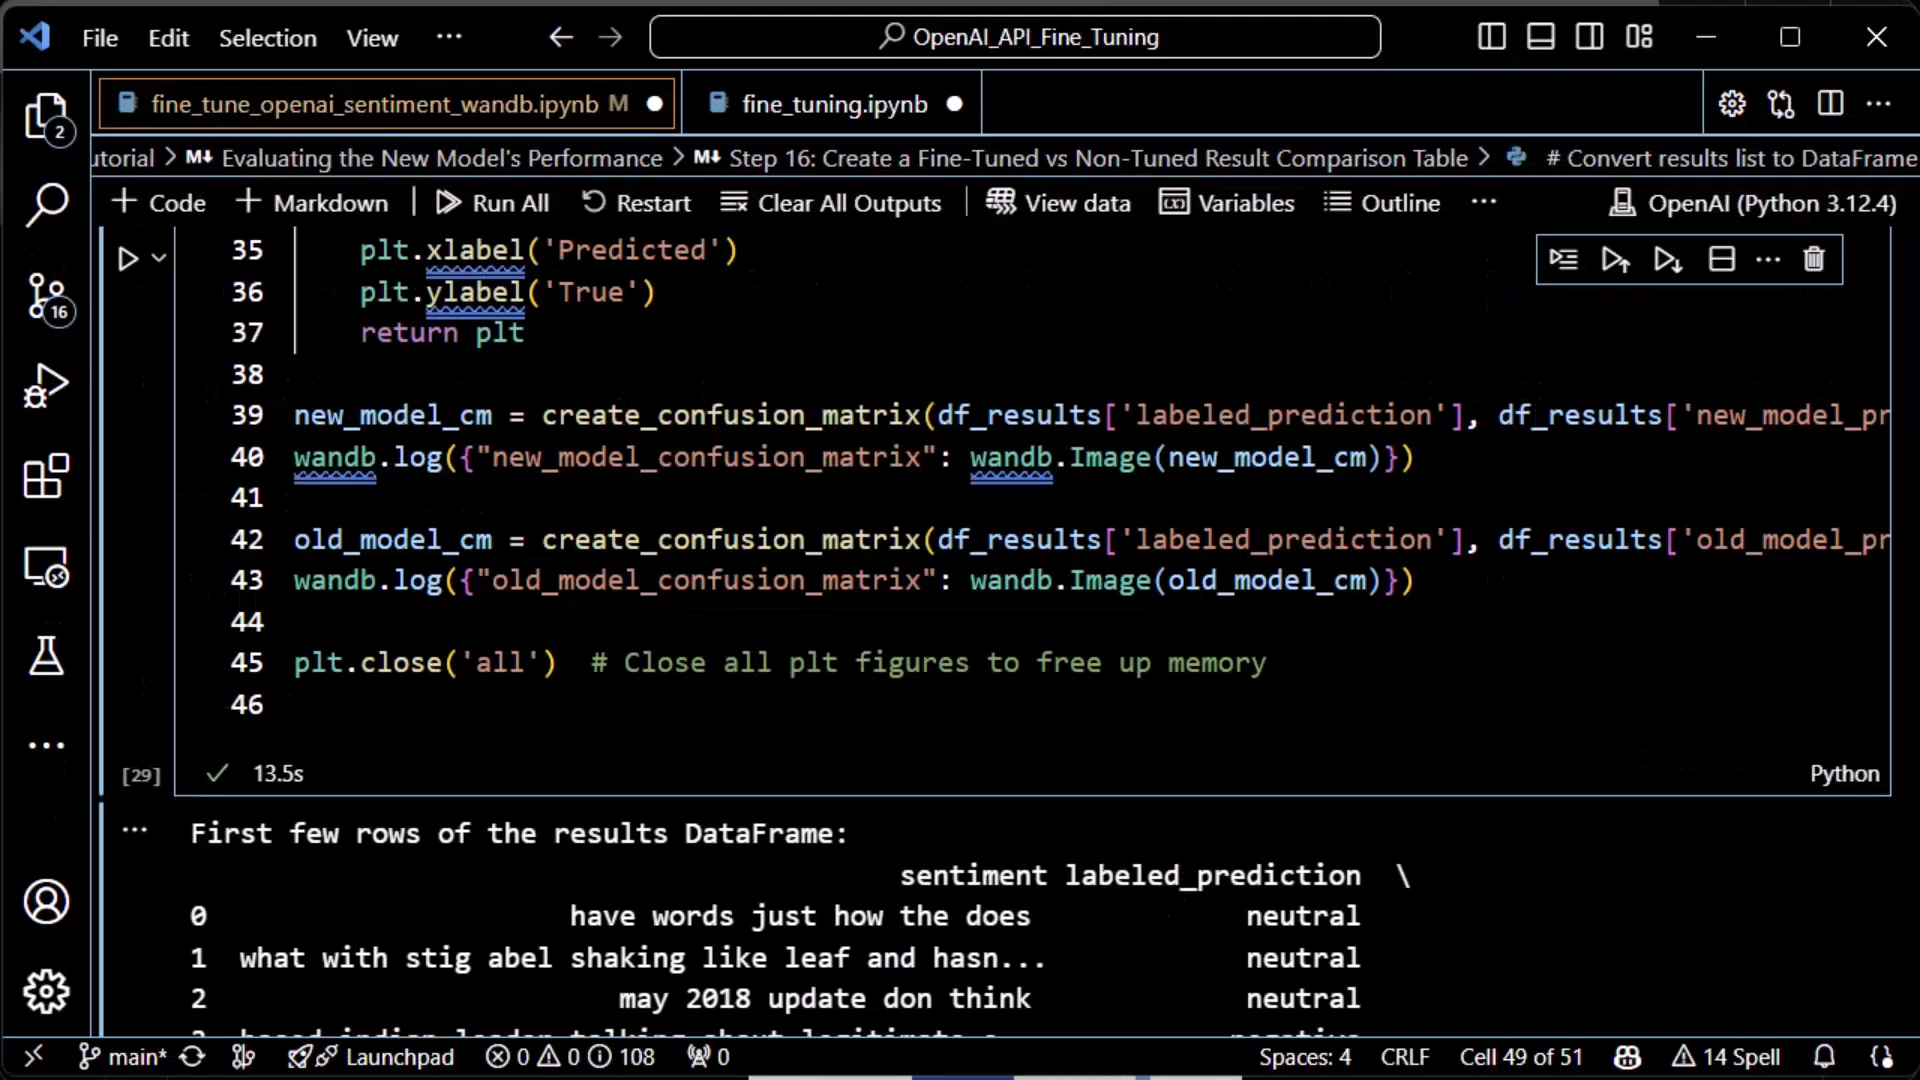 File Edit Selection View ··· OpenAI_API_Fine_Tuning
fine_tune_openai_sentiment_wandb.ipynb M fine_tuning.ipynb
2
utorial > M↓ Evaluating the New Model's Performance > M↓ Step 16: Create a Fine-Tuned vs Non-Tuned Result Comparison Table > # Convert results list to DataFrame
+ Code + Markdown Run All Restart Clear All Outputs View data Variables Outline ··· OpenAI (Python 3.12.4)
35 plt.xlabel('Predicted')
36 plt.ylabel('True')
16
37 return plt
38
39 new_model_cm = create_confusion_matrix(df_results['labeled_prediction'], df_results['new_model_pr
40 wandb.log({"new_model_confusion_matrix": wandb.Image(new_model_cm)})
41
42 old_model_cm = create_confusion_matrix(df_results['labeled_prediction'], df_results['old_model_pr
43 wandb.log({"old_model_confusion_matrix": wandb.Image(old_model_cm)})
44
45 plt.close('all') # Close all plt figures to free up memory
46
[29] ✓ 13.5s Python
First few rows of the results DataFrame:
sentiment labeled_prediction \
0 have words just how the does neutral
1 what with stig abel shaking like leaf and hasn... neutral
2 may 2018 update don think neutral
main* Launchpad 0 0 108 0 Spaces: 4 CRLF Cell 49 of 51 14 Spell